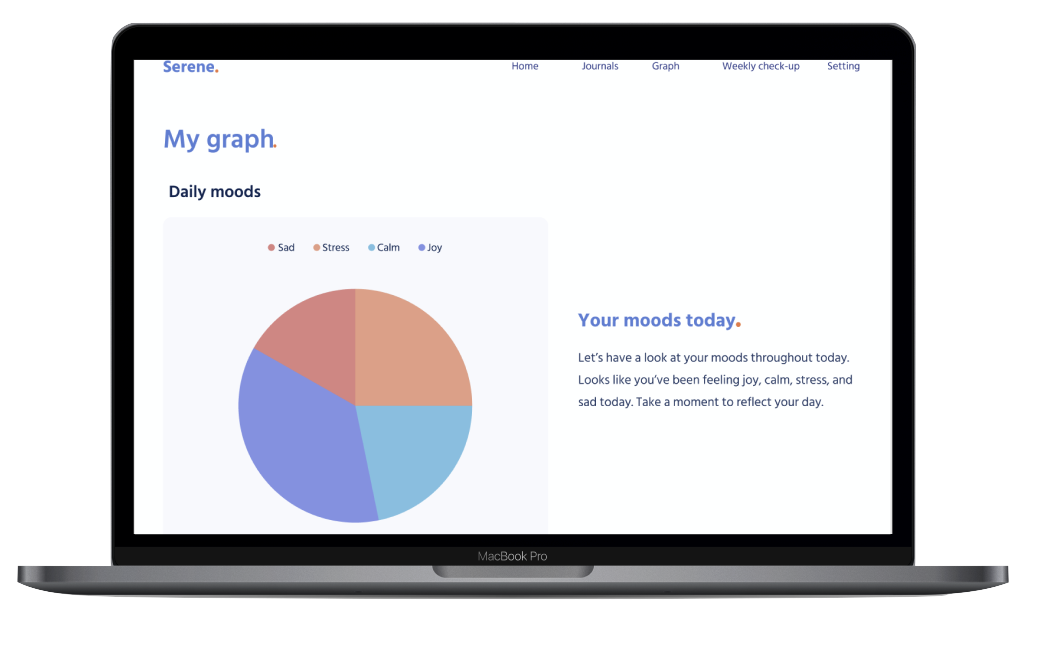 Serene.
Home Journals Graph Weekly check-up Setting
My graph.
Daily moods
Sad Stress Calm Joy
Your moods today.
Let's have a look at your moods throughout today.
Looks like you've been feeling joy, calm, stress, and
sad today. Take a moment to reflect your day.
MacBook Pro